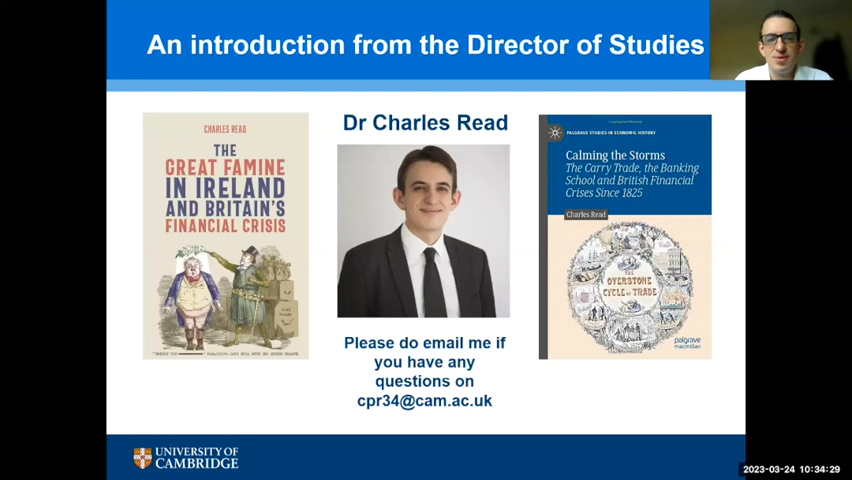 An introduction from the Director of Studies
CHARLES READ
THE
GREAT FAMINE
IN IRELAND
AND BRITAIN'S
FINANCIAL CRISIS
Dr Charles Read
Please do email me if
you have any
questions on
cpr34@cam.ac.uk
PALGRAVE STUDIES IN ECONOMIC HISTORY
Calming the Storms
The Carry Trade, the Banking
School and British Financial
Crises Since 1825
Charles Read
THE
OVERSTONE
CYCLE OF TRADE
palgrave
macmillan
UNIVERSITY OF
CAMBRIDGE
2023-03-24 10:34:29